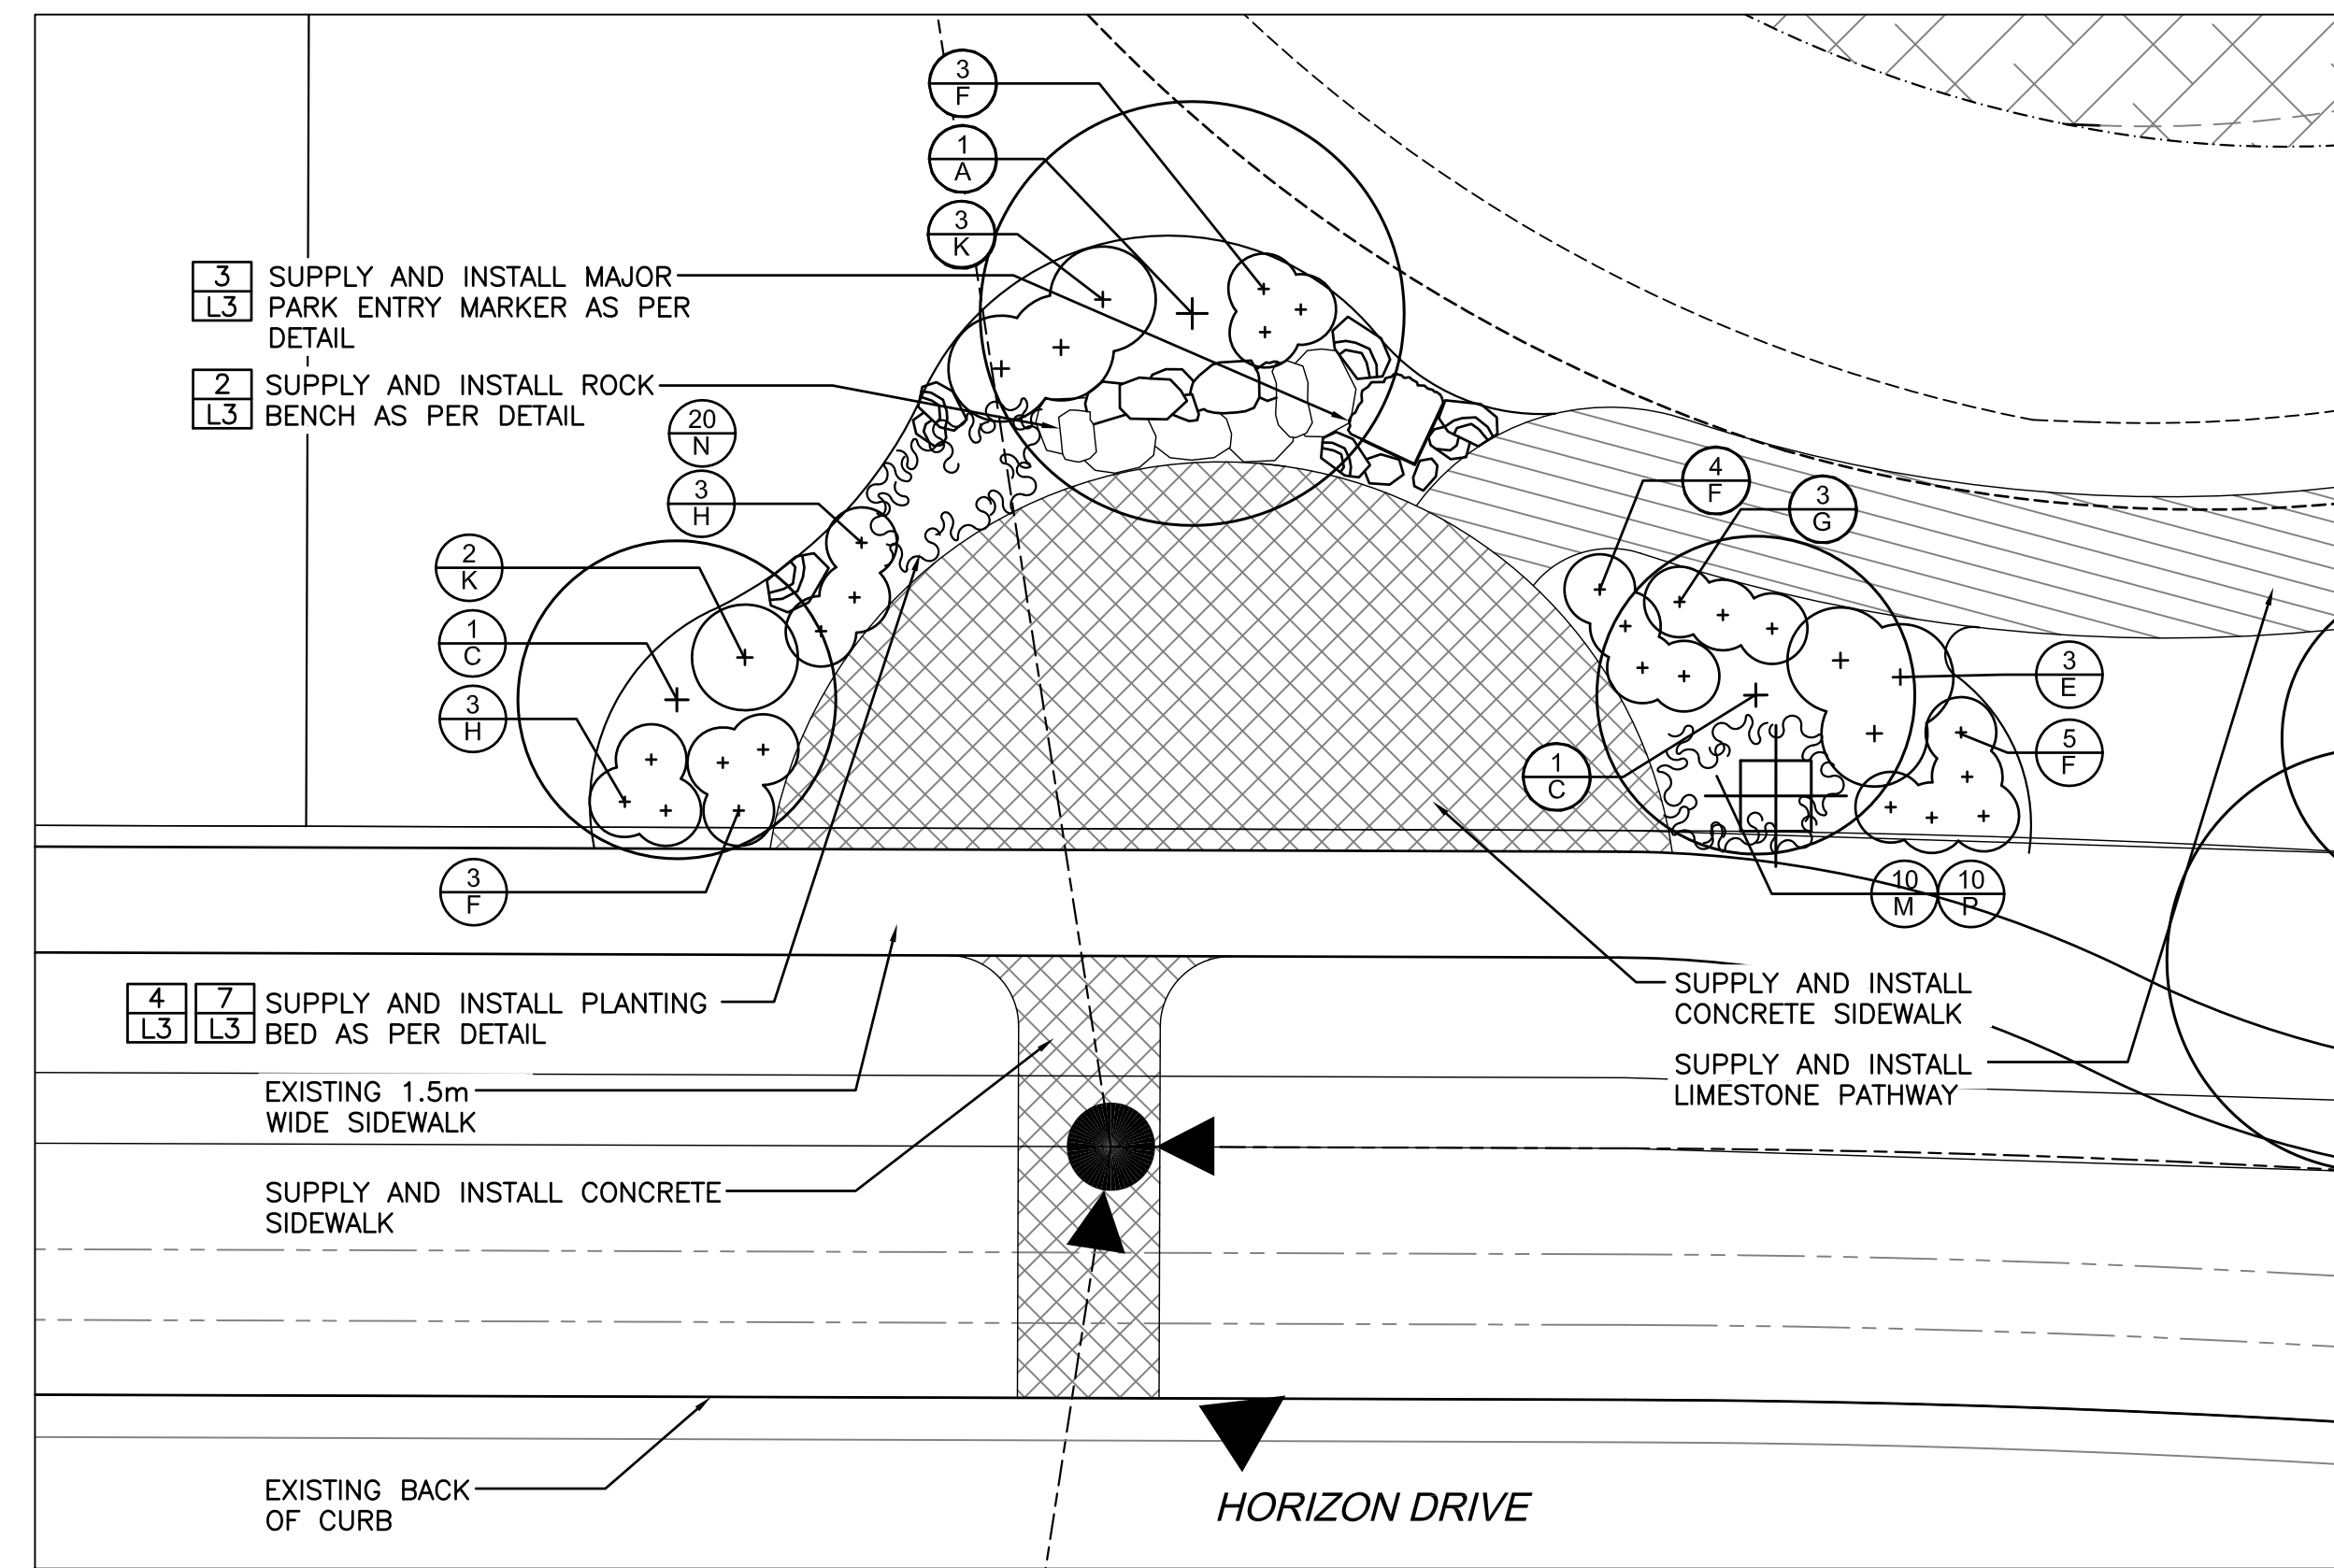 3
F
1
A
3
K
3
L3
SUPPLY AND INSTALL MAJOR
PARK ENTRY MARKER AS PER
DETAIL
2
L3
SUPPLY AND INSTALL ROCK
BENCH AS PER DETAIL
20
N
3
H
4
F
3
G
2
K
1
C
3
H
3
E
5
F
1
C
3
F
10
M
10
P
4
L3
7
L3
SUPPLY AND INSTALL PLANTING
BED AS PER DETAIL
SUPPLY AND INSTALL
CONCRETE SIDEWALK
SUPPLY AND INSTALL
LIMESTONE PATHWAY
EXISTING 1.5m
WIDE SIDEWALK
SUPPLY AND INSTALL CONCRETE
SIDEWALK
EXISTING BACK
OF CURB
HORIZON DRIVE